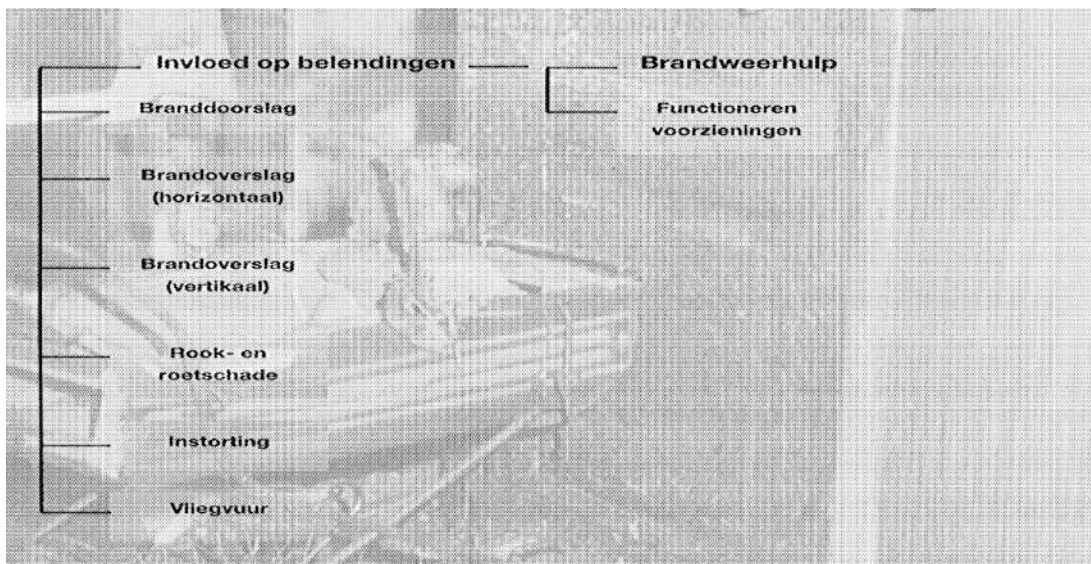 Invloed op belendingen
Brandweerhulp
Branddoorslag
Functioneren
voorzieningen
Brandoverslag
(horizontaal)
Brandoverslag
(vertikaal)
Rook- en
roetschade
Instorting
Vliegvuur